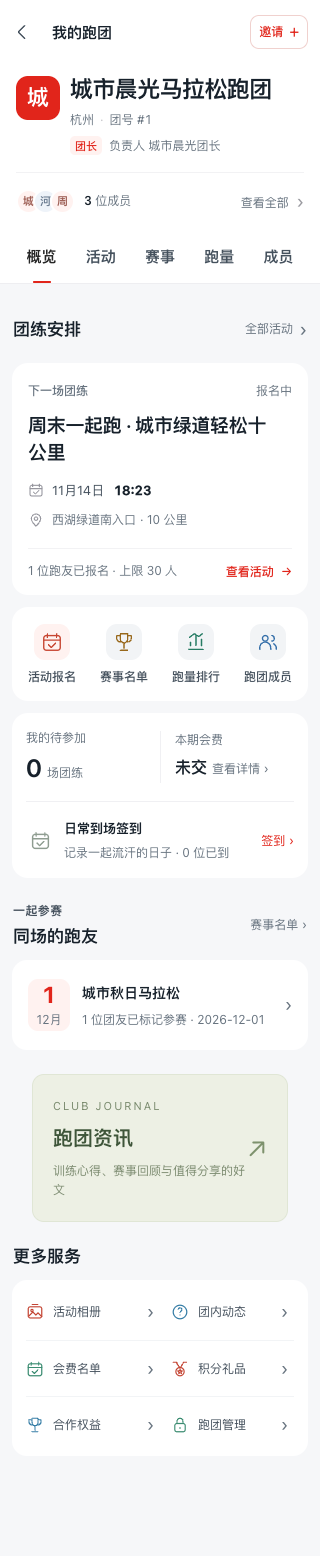 我的跑团
邀请 +
城
城市晨光马拉松跑团
杭州 · 团号 #1
团长 负责人 城市晨光团长
城 河 周 3 位成员 查看全部 ›
概览 活动 赛事 跑量 成员
团练安排 全部活动 ›
下一场团练 报名中
周末一起跑 · 城市绿道轻松十
公里
11月14日 18:23
西湖绿道南入口 · 10 公里
1 位跑友已报名 · 上限 30 人 查看活动 →
活动报名 赛事名单 跑量排行 跑团成员
我的待参加 本期会费
0 场团练 未交 查看详情 ›
日常到场签到
记录一起流汗的日子 · 0 位已到 签到 ›
一起参赛
同场的跑友 赛事名单 ›
1
12月
城市秋日马拉松
1 位团友已标记参赛 · 2026-12-01 ›
CLUB JOURNAL
跑团资讯
训练心得、赛事回顾与值得分享的好
文
更多服务
活动相册 › 团内动态 ›
会费名单 › 积分礼品 ›
合作权益 › 跑团管理 ›